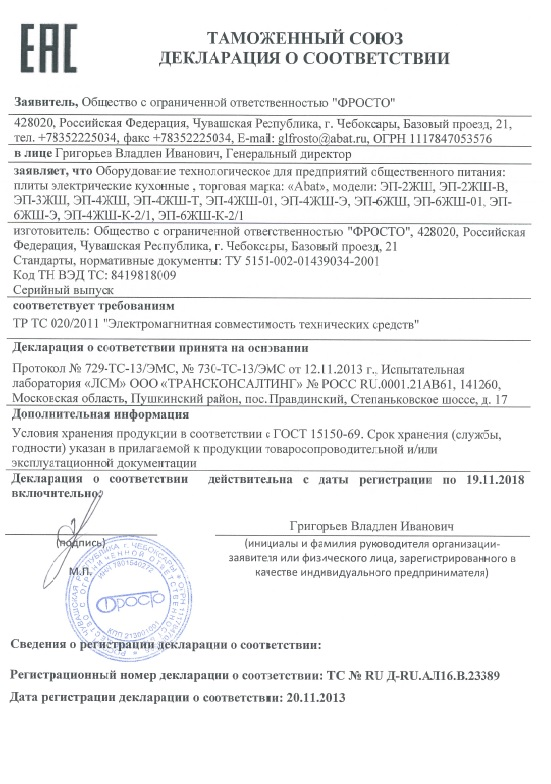 EAC
ТАМОЖЕННЫЙ СОЮЗ
ДЕКЛАРАЦИЯ О СООТВЕТСТВИИ
Заявитель, Общество с ограниченной ответственностью "ФРОСТО"
428020, Российская Федерация, Чувашская Республика, г. Чебоксары, Базовый проезд, 21,
тел. +78352225034, факс +78352225034, E-mail: glfrosto@abat.ru, ОГРН 1117847053576
в лице Григорьев Владлен Иванович, Генеральный директор
заявляет, что Оборудование технологическое для предприятий общественного питания:
плиты электрические кухонные , торговая марка: «Abat», модели: ЭП-2ЖШ, ЭП-2ЖШ-В,
ЭП-3ЖШ, ЭП-4ЖШ, ЭП-4ЖШ-Т, ЭП-4ЖШ-01, ЭП-4ЖШ-Э, ЭП-6ЖШ, ЭП-6ЖШ-01, ЭП-
6ЖШ-Э, ЭП-4ЖШ-К-2/1, ЭП-6ЖШ-К-2/1
изготовитель: Общество с ограниченной ответственностью "ФРОСТО", 428020, Российская
Федерация, Чувашская Республика, г. Чебоксары, Базовый проезд, 21
Стандарты, нормативные документы: ТУ 5151-002-01439034-2001
Код ТН ВЭД ТС: 8419818009
Серийный выпуск
соответствует требованиям
ТР ТС 020/2011 "Электромагнитная совместимость технических средств"
Декларация о соответствии принята на основании
Протокол № 729-ТС-13/ЭМС, № 730-ТС-13/ЭМС от 12.11.2013 г., Испытательная
лаборатория «ЛСМ» ООО «ТРАНСКОНСАЛТИНГ» № РОСС RU.0001.21АВ61, 141260,
Московская область, Пушкинский район, пос. Правдинский, Степаньковское шоссе, д. 17
Дополнительная информация
Условия хранения продукции в соответствии с ГОСТ 15150-69. Срок хранения (службы,
годности) указан в прилагаемой к продукции товаросопроводительной и/или
эксплуатационной документации
Декларация о соответствии действительна с даты регистрации по 19.11.2018
включительно
Григорьев Владлен Иванович
(подпись)
(инициалы и фамилия руководителя организации-
заявителя или физического лица, зарегистрированного в
качестве индивидуального предпринимателя)
М.П.
ЧУВАШСКАЯ РЕСПУБЛИКА г. ЧЕБОКСАРЫ
ИНН 7801540272
Фросто
КПП 213001001
Сведения о регистрации декларации о соответствии:
Регистрационный номер декларации о соответствии: ТС № RU Д-RU.АЛ16.В.23389
Дата регистрации декларации о соответствии: 20.11.2013